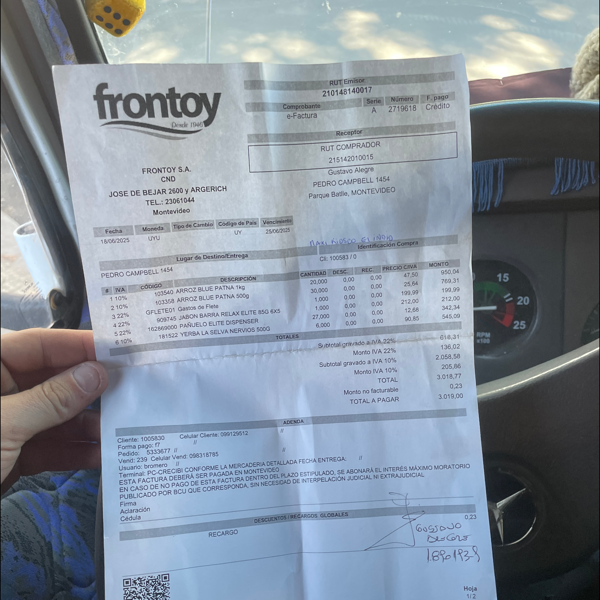 frontoy
Desde 1940
RUT Emisor
210148140017
Comprobante Serie Número F. pago
e-Factura A 2719618 Crédito
Receptor
RUT COMPRADOR
215142010015
Gustavo Alegre
PEDRO CAMPBELL 1454
Parque Batlle, MONTEVIDEO
FRONTOY S.A.
CND
JOSE DE BEJAR 2600 y ARGERICH
TEL.: 23061044
Montevideo
Fecha Moneda Tipo de Cambio Código de País Vencimiento
18/06/2025 UYU UY 25/06/2025
Lugar de Destino/Entrega Identificación Compra
PEDRO CAMPBELL 1454 CII: 100583 / 0
# IVA CÓDIGO DESCRIPCIÓN CANTIDAD DESC. REC. PRECIO C/IVA MONTO
1 10% 103540 ARROZ BLUE PATNA 1kg 20,000 0,00 0,00 47,50 950,04
2 10% 103358 ARROZ BLUE PATNA 500g 30,000 0,00 0,00 25,64 769,31
3 22% GFLETE01 Gastos de Flete 1,000 0,00 0,00 199,99 199,99
4 22% 909745 JABON BARRA RELAX ELITE 85G 6X5 0,00 0,00 212,00 212,00
5 22% 162869000 PAÑUELO ELITE DISPENSER 27,000 0,00 0,00 12,68 342,34
6 10% 181522 YERBA LA SELVA NERVIOS 500G 6,000 0,00 0,00 90,85 545,09
TOTALES
Subtotal gravado a IVA 22% 618,31
Monto IVA 22% 136,02
Subtotal gravado a IVA 10% 2.058,58
Monto IVA 10% 205,86
TOTAL 3.018,77
Monto no facturable 0,23
TOTAL A PAGAR 3.019,00
ADENDA
Cliente: 1005830 Celular Cliente: 099129512 //
Forma pago: f7 //
Pedido: 5333677 // //
Vend: 239 Celular Vend: 098318785
Usuario: bromero //
Terminal: PC-CRECIBI CONFORME LA MERCADERIA DETALLADA FECHA ENTREGA. //
ESTA FACTURA DEBERÁ SER PAGADA EN MONTEVIDEO
EN CASO DE NO PAGO DE ESTA FACTURA DENTRO DEL PLAZO ESTIPULADO, SE ABONARÁ EL INTERÉS MÁXIMO MORATORIO
PUBLICADO POR BCU QUE CORRESPONDA, SIN NECESIDAD DE INTERPELACIÓN JUDICIAL NI EXTRAJUDICIAL
Firma
Aclaración
Cédula
DESCUENTOS / RECARGOS GLOBALES
RECARGO 0,23
GUSTAVO
Hoja
1/2
15
20
25
RPM
x100